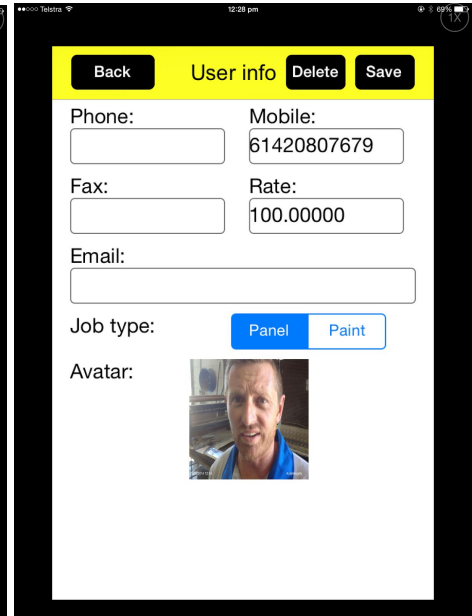 Telstra 12:28 pm 69%
1X
Back User info Delete Save
Phone: Mobile:
61420807679
Fax: Rate:
100.00000
Email:
Job type: Panel Paint
Avatar: